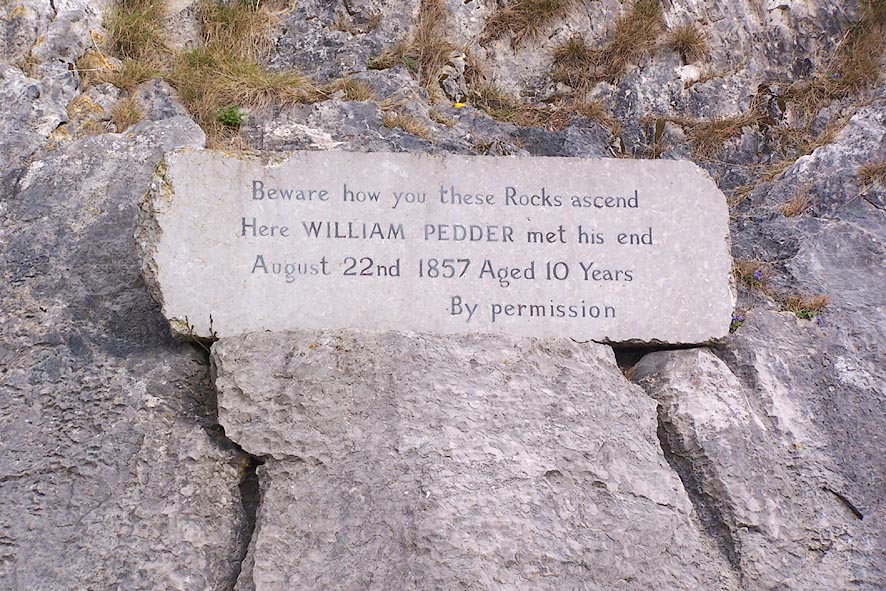 Beware how you these Rocks ascend
Here WILLIAM PEDDER met his end
August 22nd 1857 Aged 10 Years
By permission